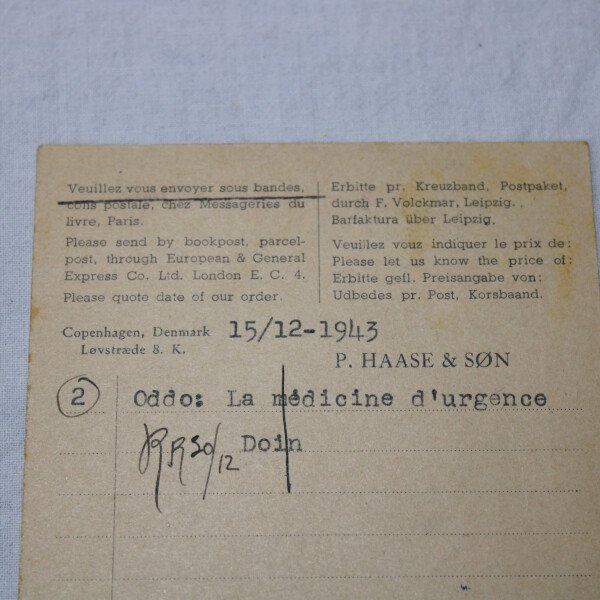 Veuillez vous envoyer sous bandes,
cons postale, chez Messageries du
livre, Paris.
Please send by bookpost, parcel-
post, through European & General
Express Co. Ltd. London E. C. 4.
Please quote date of our order.
Erbitte pr. Kreuzband, Postpaket,
durch F. Volckmar, Leipzig.
Barfaktura über Leipzig.
Veuillez vouz indiquer le prix de:
Please let us know the price of:
Erbitte gefl. Preisangabe von:
Udbedes pr. Post, Korsbaand.
Copenhagen, Denmark 15/12-1943
Løvstræde 8. K.
P. HAASE & SØN
2 Oddo: La médicine d'urgence
Doin
30/12